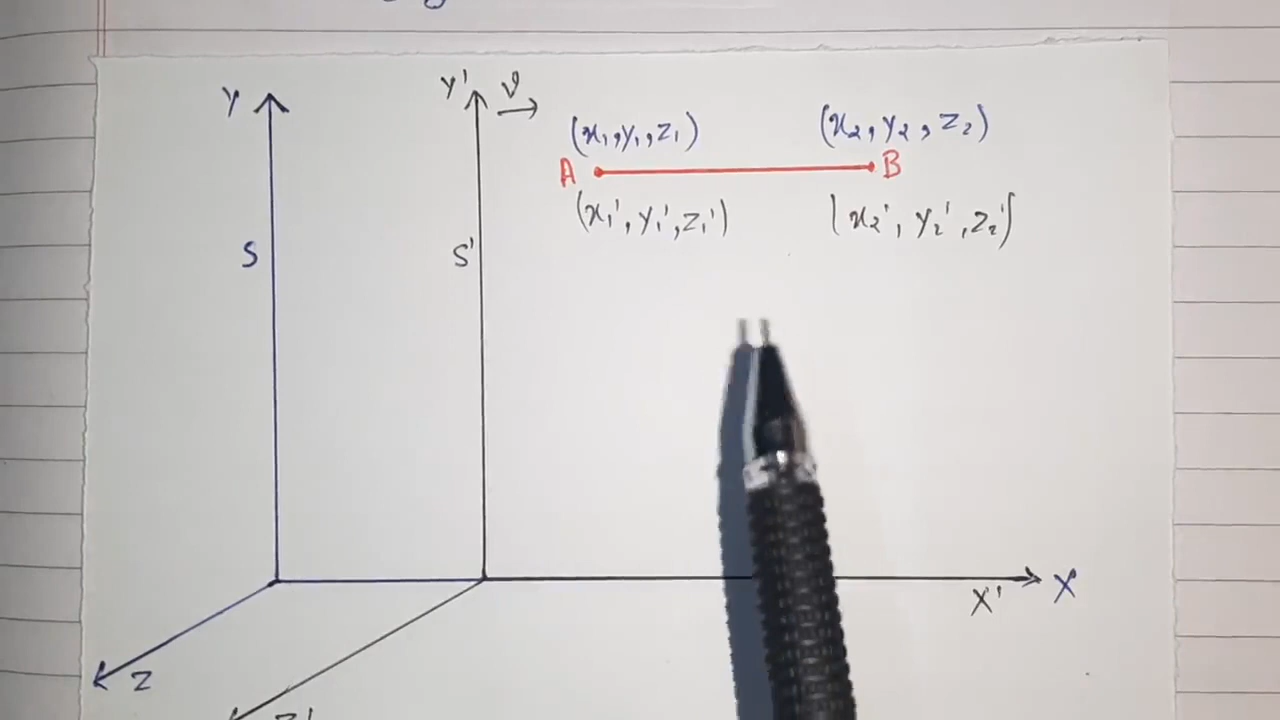 Y
Y' v
(x₁, y₁, z₁) (x₂, y₂, z₂)
A B
(x₁', y₁', z₁') (x₂', y₂', z₂')
S S'
X' X
Z
Z'